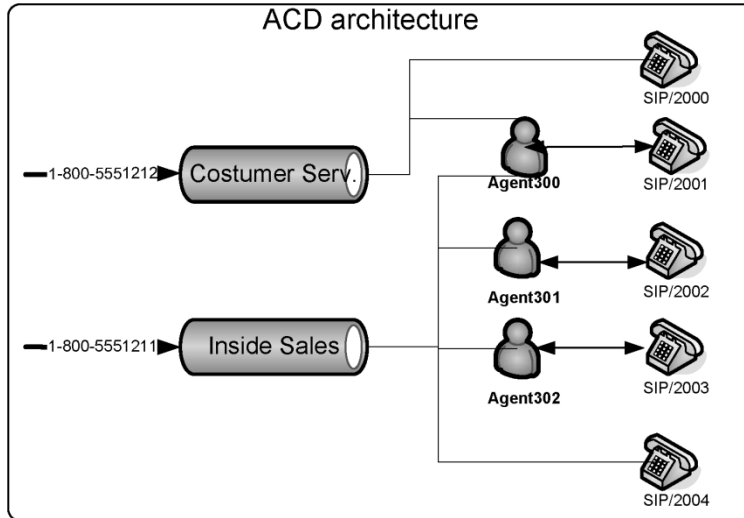 ACD architecture
SIP/2000
1-800-5551212
Costumer Serv.
Agent300
SIP/2001
Agent301
SIP/2002
1-800-5551211
Inside Sales
Agent302
SIP/2003
SIP/2004